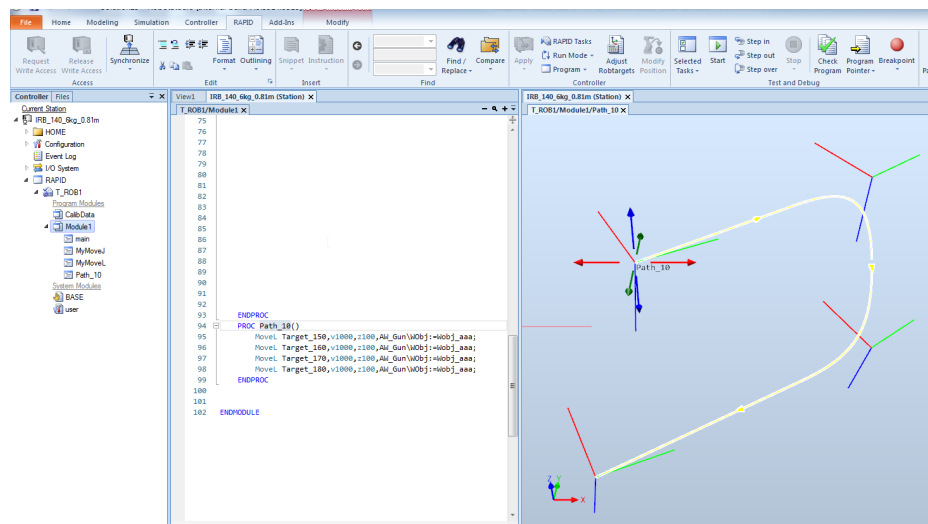 File Home Modeling Simulation Controller RAPID Add-Ins Modify
Request Write Access
Release Write Access
Synchronize
Format Outlining
Snippet Instruction
Find / Replace
Compare
Apply
RAPID Tasks
Run Mode
Program
Adjust Robtargets
Modify Position
Selected Tasks
Start
Step in
Step out
Step over
Stop
Check Program
Program Pointer
Breakpoint
Access Edit Insert Find Controller Test and Debug
Controller Files
Current Station
IRB_140_6kg_0.81m
HOME
Configuration
Event Log
I/O System
RAPID
T_ROB1
Program Modules
CalibData
Module1
main
MyMoveJ
MyMoveL
Path_10
System Modules
BASE
user
View1 IRB_140_6kg_0.81m (Station) X
T_ROB1/Module1 X
75
76
77
78
79
80
81
82
83
84
85
86
87
88
89
90
91
92
93 ENDPROC
94 PROC Path_10()
95 MoveL Target_150,v1000,z100,AW_Gun\WObj:=Wobj_aaa;
96 MoveL Target_160,v1000,z100,AW_Gun\WObj:=Wobj_aaa;
97 MoveL Target_170,v1000,z100,AW_Gun\WObj:=Wobj_aaa;
98 MoveL Target_180,v1000,z100,AW_Gun\WObj:=Wobj_aaa;
99 ENDPROC
100
101
102 ENDMODULE
IRB_140_6kg_0.81m (Station) X
T_ROB1/Module1/Path_10 X
Path_10
Z Y
X